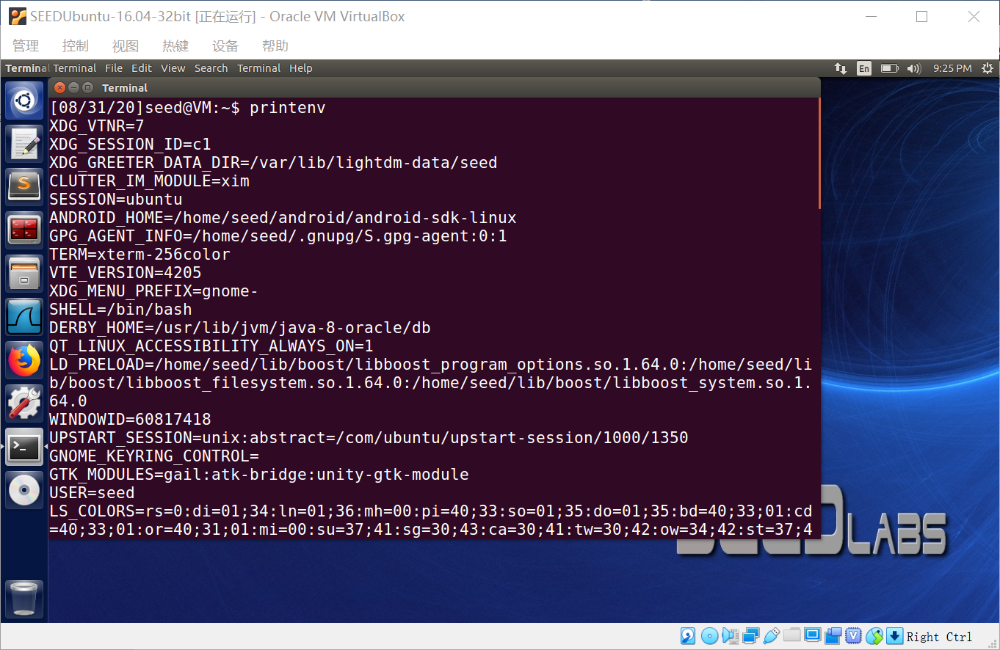 SEEDUbuntu-16.04-32bit [正在运行] - Oracle VM VirtualBox
管理 控制 视图 热键 设备 帮助
Terminal Terminal File Edit View Search Terminal Help En 9:25 PM
Terminal
[08/31/20]seed@VM:~$ printenv
XDG_VTNR=7
XDG_SESSION_ID=c1
XDG_GREETER_DATA_DIR=/var/lib/lightdm-data/seed
CLUTTER_IM_MODULE=xim
SESSION=ubuntu
ANDROID_HOME=/home/seed/android/android-sdk-linux
GPG_AGENT_INFO=/home/seed/.gnupg/S.gpg-agent:0:1
TERM=xterm-256color
VTE_VERSION=4205
XDG_MENU_PREFIX=gnome-
SHELL=/bin/bash
DERBY_HOME=/usr/lib/jvm/java-8-oracle/db
QT_LINUX_ACCESSIBILITY_ALWAYS_ON=1
LD_PRELOAD=/home/seed/lib/boost/libboost_program_options.so.1.64.0:/home/seed/li
b/boost/libboost_filesystem.so.1.64.0:/home/seed/lib/boost/libboost_system.so.1.
64.0
WINDOWID=60817418
UPSTART_SESSION=unix:abstract=/com/ubuntu/upstart-session/1000/1350
GNOME_KEYRING_CONTROL=
GTK_MODULES=gail:atk-bridge:unity-gtk-module
USER=seed
LS_COLORS=rs=0:di=01;34:ln=01;36:mh=00:pi=40;33:so=01;35:do=01;35:bd=40;33;01:cd
=40;33;01:or=40;31;01:mi=00:su=37;41:sg=30;43:ca=30;41:tw=30;42:ow=34;42:st=37;4
LABS
Right Ctrl